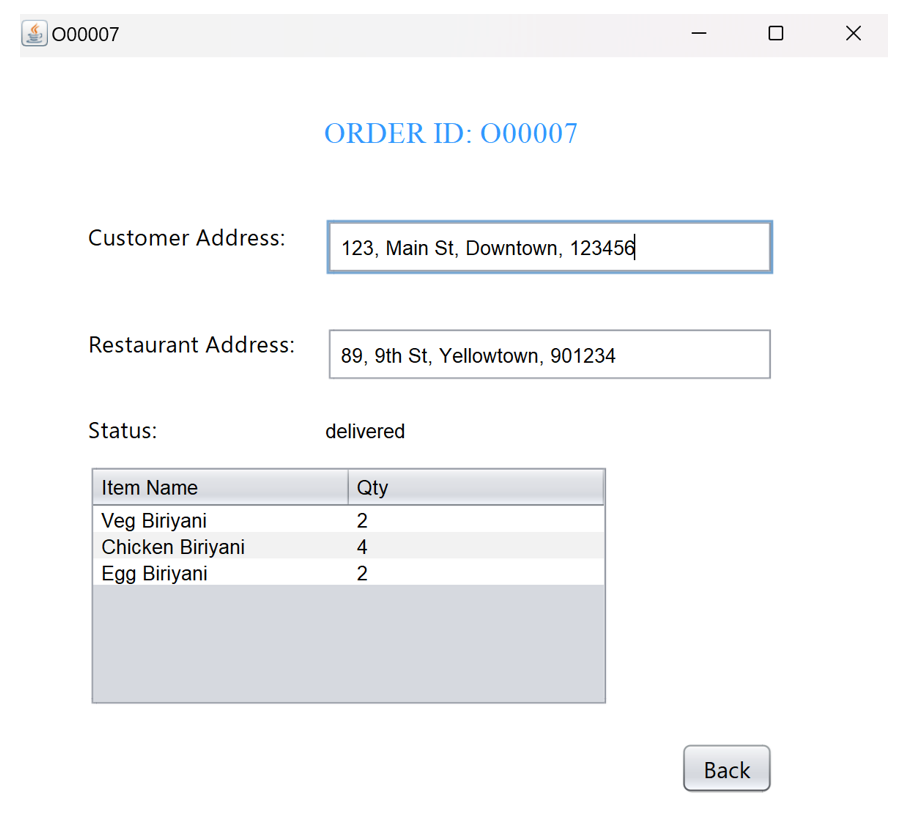 O00007
ORDER ID: O00007
Customer Address: 123, Main St, Downtown, 123456
Restaurant Address: 89, 9th St, Yellowtown, 901234
Status: delivered
Item Name Qty
Veg Biriyani 2
Chicken Biriyani 4
Egg Biriyani 2
Back